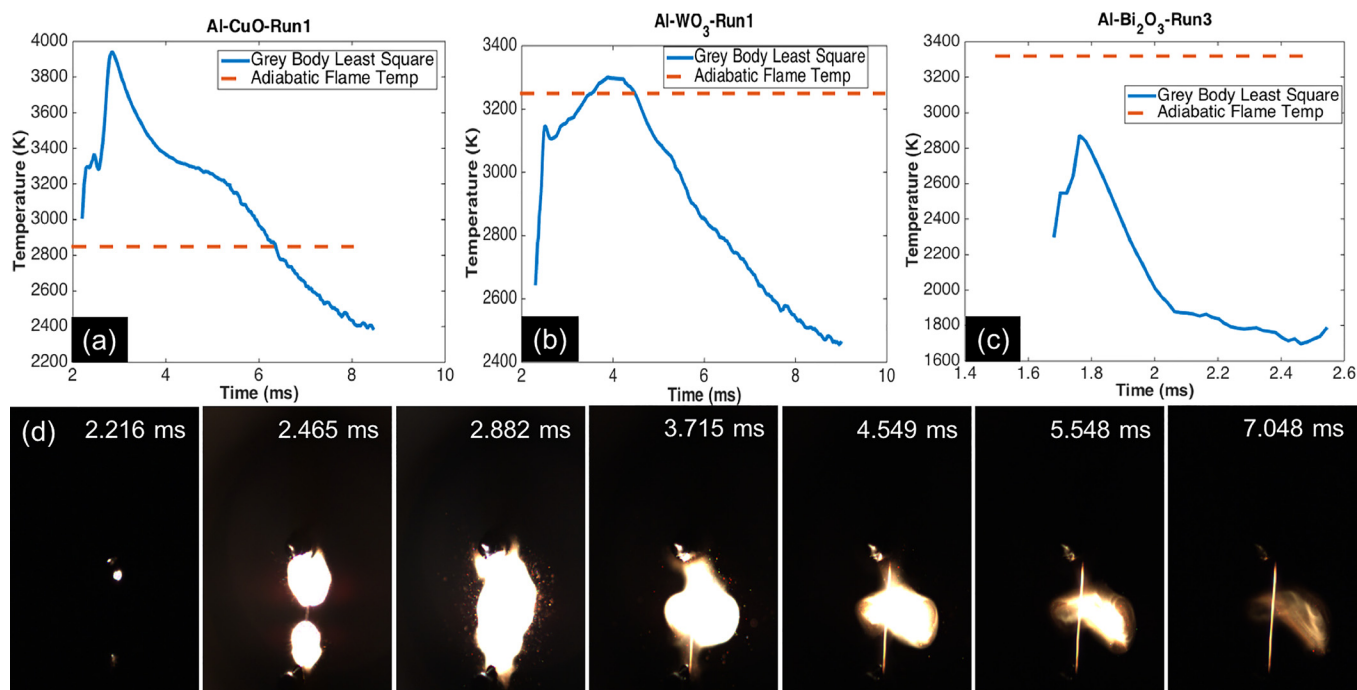 Al-CuO-Run1
4000
3800
3600
3400
3200
3000
2800
2600
2400
2200
Temperature (K)
Grey Body Least Square
Adiabatic Flame Temp
(a)
2 4 6 8 10
Time (ms)
Al-WO3-Run1
3400
3200
3000
2800
2600
2400
Temperature (K)
Grey Body Least Square
Adiabatic Flame Temp
(b)
2 4 6 8 10
Time (ms)
Al-Bi2O3-Run3
3400
3200
3000
2800
2600
2400
2200
2000
1800
1600
Temperature (K)
Grey Body Least Square
Adiabatic Flame Temp
(c)
1.4 1.6 1.8 2 2.2 2.4 2.6
Time (ms)
(d) 2.216 ms 2.465 ms 2.882 ms 3.715 ms 4.549 ms 5.548 ms 7.048 ms